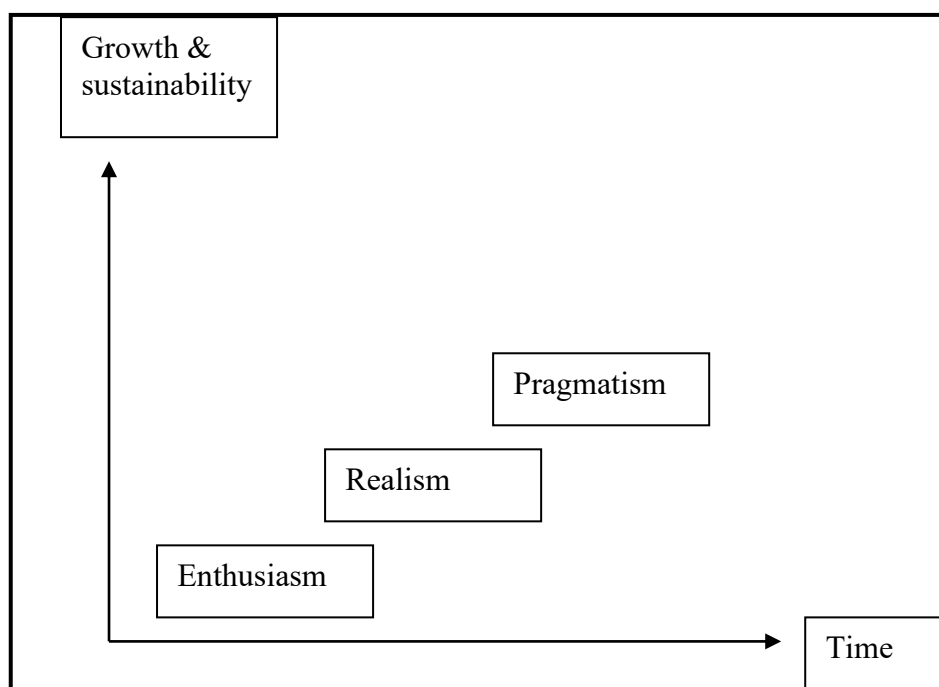 Growth &
sustainability
Pragmatism
Realism
Enthusiasm
Time